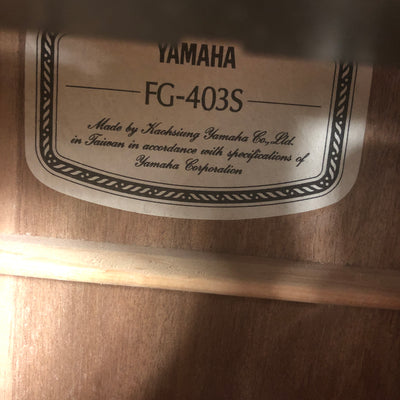 YAMAHA
FG-403S
Made by Kaohsiung Yamaha Co., Ltd.
in Taiwan in accordance with specifications of
Yamaha Corporation